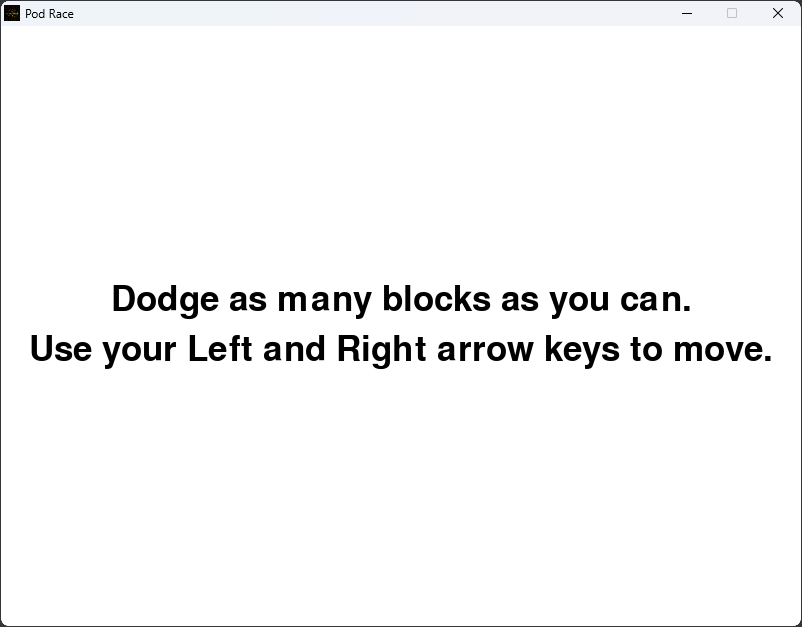 Pod Race
Dodge as many blocks as you can.
Use your Left and Right arrow keys to move.